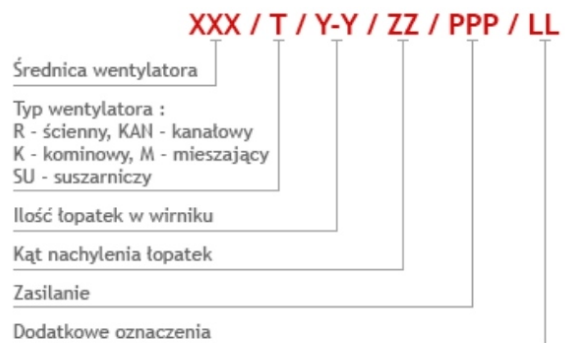 XXX / T / Y-Y / ZZ / PPP / LL
Średnica wentylatora
Typ wentylatora :
R - ścienny, KAN - kanałowy
K - kominowy, M - mieszający
SU - suszarniczy
Ilość łopatek w wirniku
Kąt nachylenia łopatek
Zasilanie
Dodatkowe oznaczenia